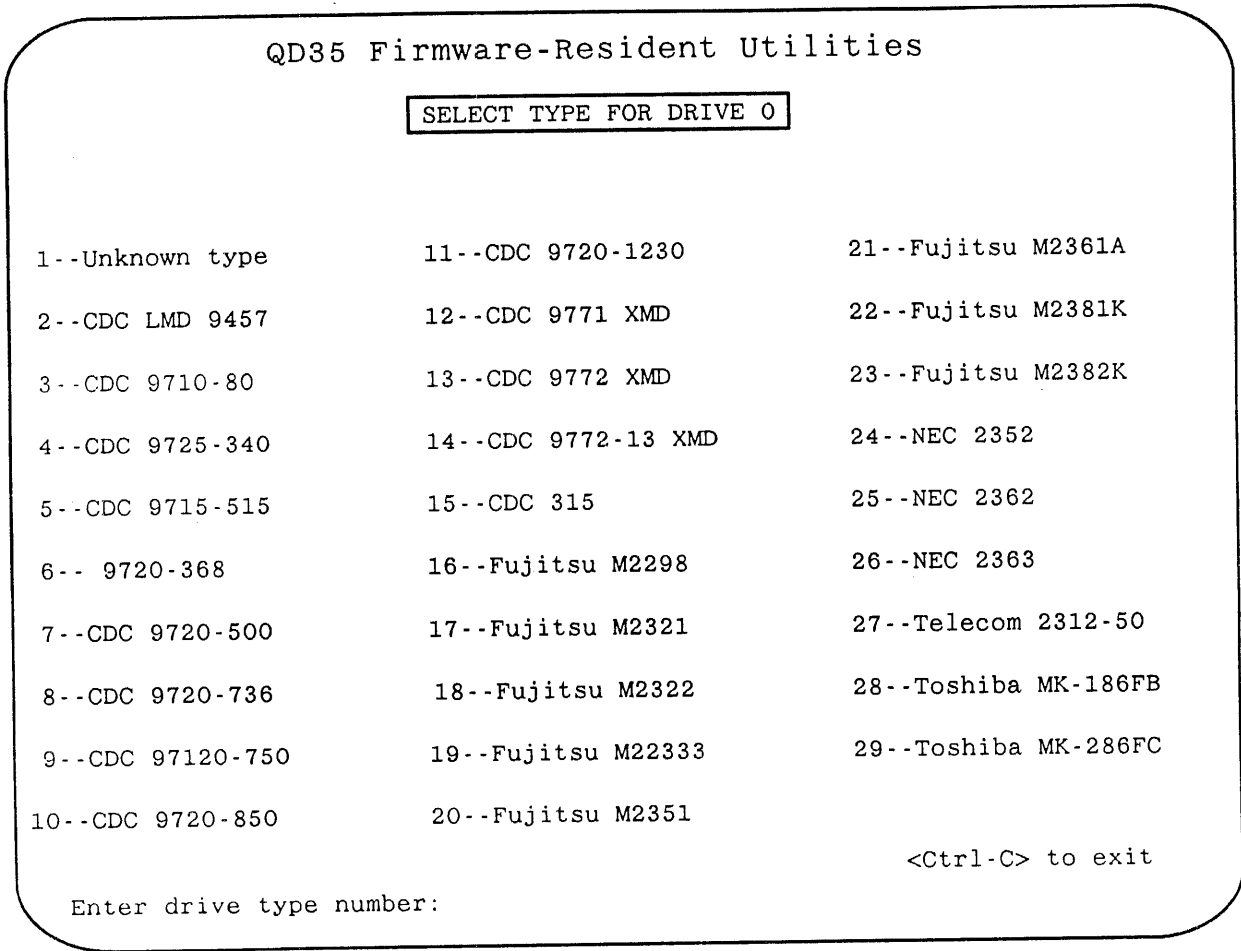 QD35 Firmware-Resident Utilities
SELECT TYPE FOR DRIVE 0
1--Unknown type
2--CDC LMD 9457
3--CDC 9710-80
4--CDC 9725-340
5--CDC 9715-515
6-- 9720-368
7--CDC 9720-500
8--CDC 9720-736
9--CDC 97120-750
10--CDC 9720-850
11--CDC 9720-1230
12--CDC 9771 XMD
13--CDC 9772 XMD
14--CDC 9772-13 XMD
15--CDC 315
16--Fujitsu M2298
17--Fujitsu M2321
18--Fujitsu M2322
19--Fujitsu M22333
20--Fujitsu M2351
21--Fujitsu M2361A
22--Fujitsu M2381K
23--Fujitsu M2382K
24--NEC 2352
25--NEC 2362
26--NEC 2363
27--Telecom 2312-50
28--Toshiba MK-186FB
29--Toshiba MK-286FC
<Ctrl-C> to exit
Enter drive type number: